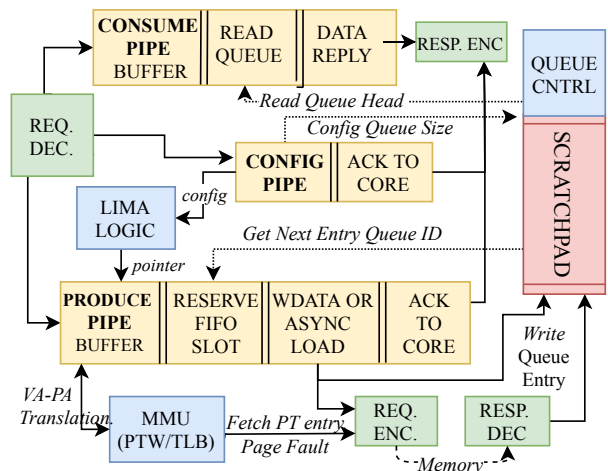 CONSUME
PIPE
BUFFER
READ
QUEUE
DATA
REPLY
RESP. ENC
QUEUE
CNTRL
Read Queue Head
Config Queue Size
REQ.
DEC.
CONFIG
PIPE
ACK TO
CORE
SCRATCHPAD
config
LIMA
LOGIC
Get Next Entry Queue ID
pointer
PRODUCE
PIPE
BUFFER
RESERVE
FIFO
SLOT
WDATA OR
ASYNC
LOAD
ACK
TO
CORE
Write
Queue
Entry
VA-PA
Translation.
MMU
(PTW/TLB)
Fetch PT entry
Page Fault
REQ.
ENC.
RESP.
DEC
Memory